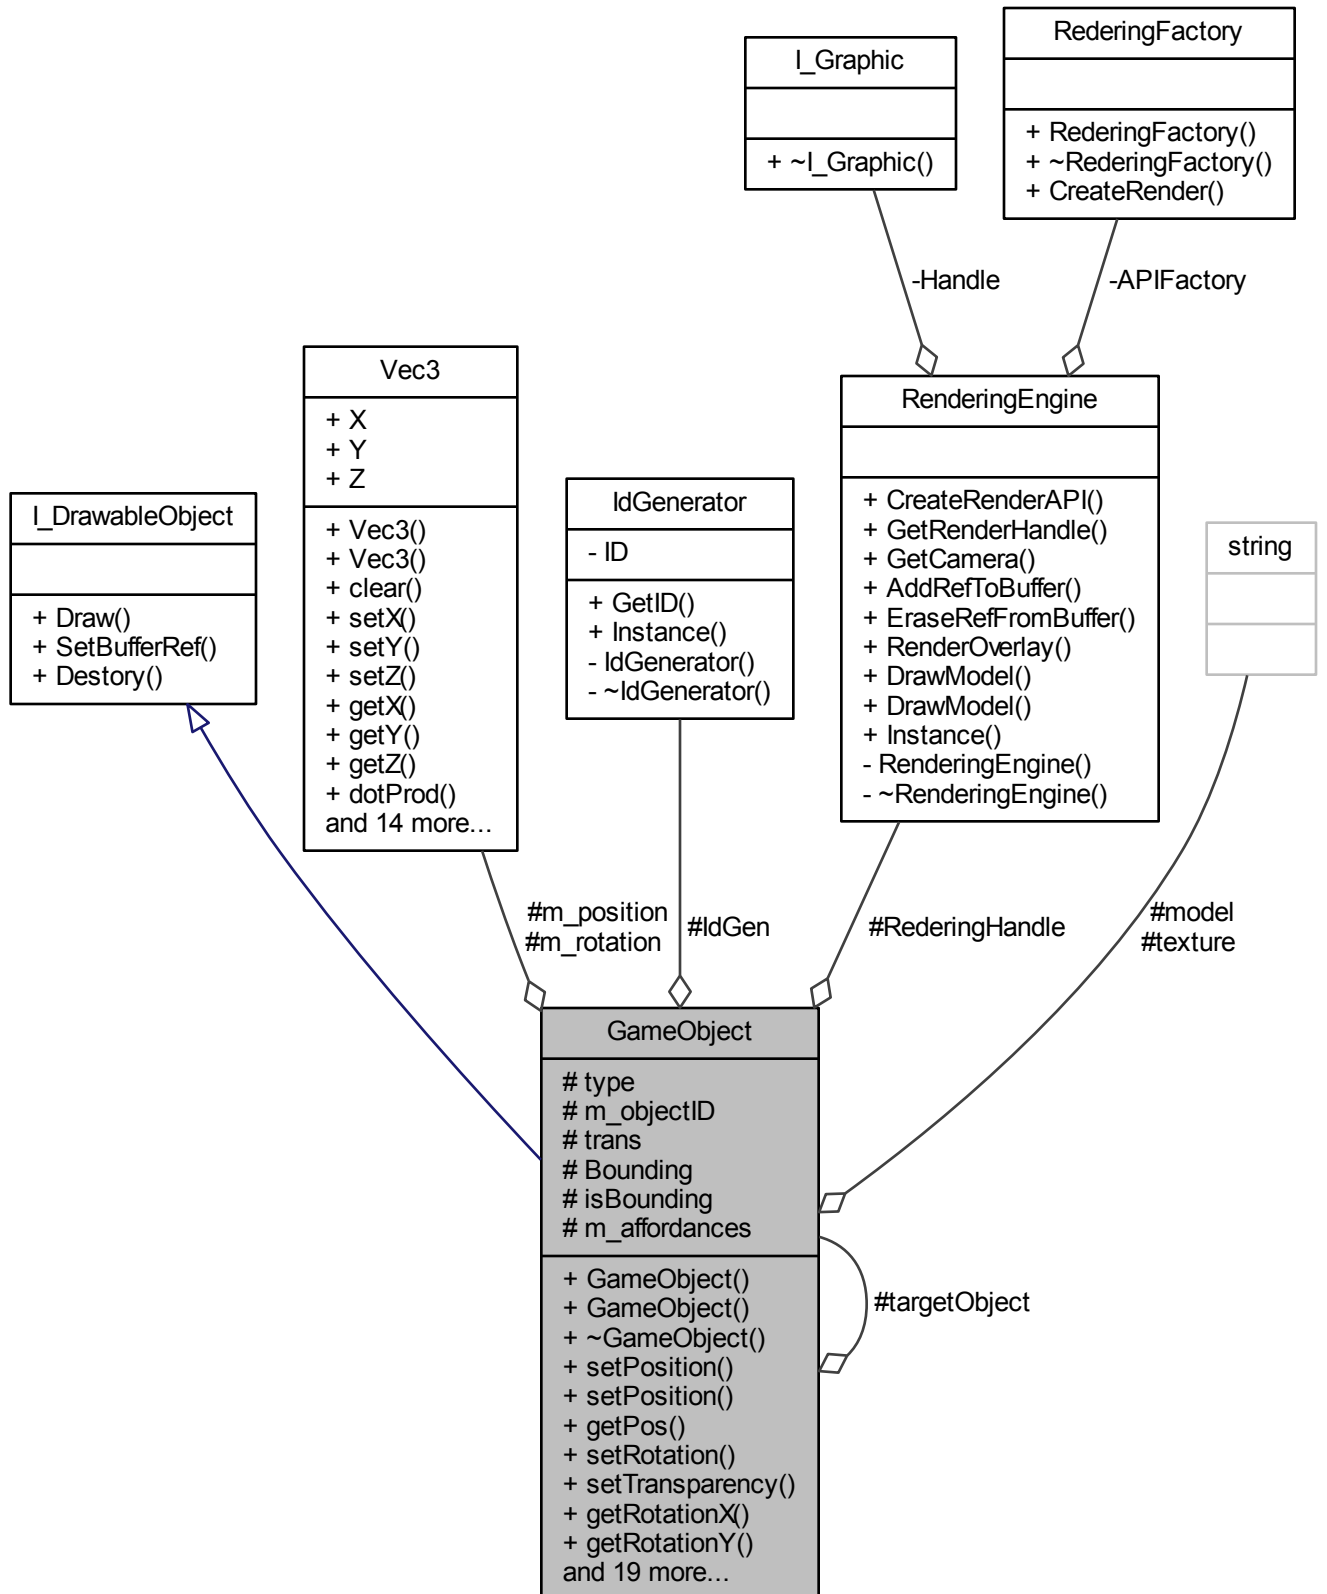 RederingFactory
+ RederingFactory()
+ ~RederingFactory()
+ CreateRender()
I_Graphic
+ ~I_Graphic()
-Handle
-APIFactory
Vec3
+ X
+ Y
+ Z
+ Vec3()
+ Vec3()
+ clear()
+ setX()
+ setY()
+ setZ()
+ getX()
+ getY()
+ getZ()
+ dotProd()
and 14 more...
RenderingEngine
+ CreateRenderAPI()
+ GetRenderHandle()
+ GetCamera()
+ AddRefToBuffer()
+ EraseRefFromBuffer()
+ RenderOverlay()
+ DrawModel()
+ DrawModel()
+ Instance()
- RenderingEngine()
- ~RenderingEngine()
I_DrawableObject
+ Draw()
+ SetBufferRef()
+ Destory()
IdGenerator
- ID
+ GetID()
+ Instance()
- IdGenerator()
- ~IdGenerator()
string
#m_position
#m_rotation
#IdGen
#RederingHandle
#model
#texture
GameObject
# type
# m_objectID
# trans
# Bounding
# isBounding
# m_affordances
+ GameObject()
+ GameObject()
+ ~GameObject()
+ setPosition()
+ setPosition()
+ getPos()
+ setRotation()
+ setTransparency()
+ getRotationX()
+ getRotationY()
and 19 more...
#targetObject